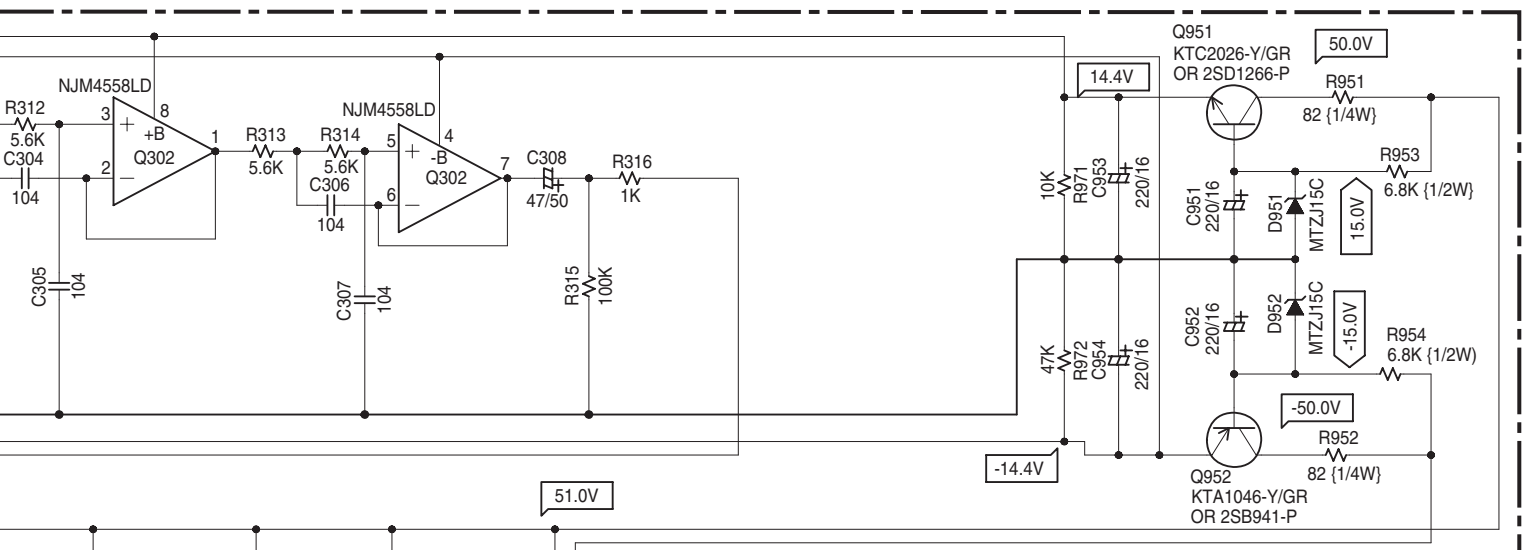 NJM4558LD
R312
5.6K
C304
104
3
+
8
+B
Q302
2
−
1
R313
5.6K
R314
5.6K
C306
104
NJM4558LD
5
+
4
-B
Q302
6
−
7
C308
+
47/50
R316
1K
C305
104
C307
104
R315
100K
14.4V
10K
R971
C953
+
220/16
47K
R972
C954
+
220/16
-14.4V
Q951
KTC2026-Y/GR
OR 2SD1266-P
50.0V
R951
82 {1/4W}
R953
6.8K {1/2W}
C951
220/16
+
D951
MTZJ15C
15.0V
C952
220/16
+
D952
MTZJ15C
-15.0V
R954
6.8K {1/2W)
-50.0V
R952
82 {1/4W}
Q952
KTA1046-Y/GR
OR 2SB941-P
51.0V